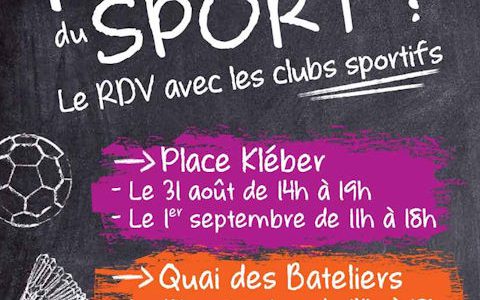 du SPORT !
Le RDV avec les clubs sportifs
→ Place Kléber
- Le 31 août de 14h à 19h
- Le 1er septembre de 11h à 18h
→ Quai des Bateliers